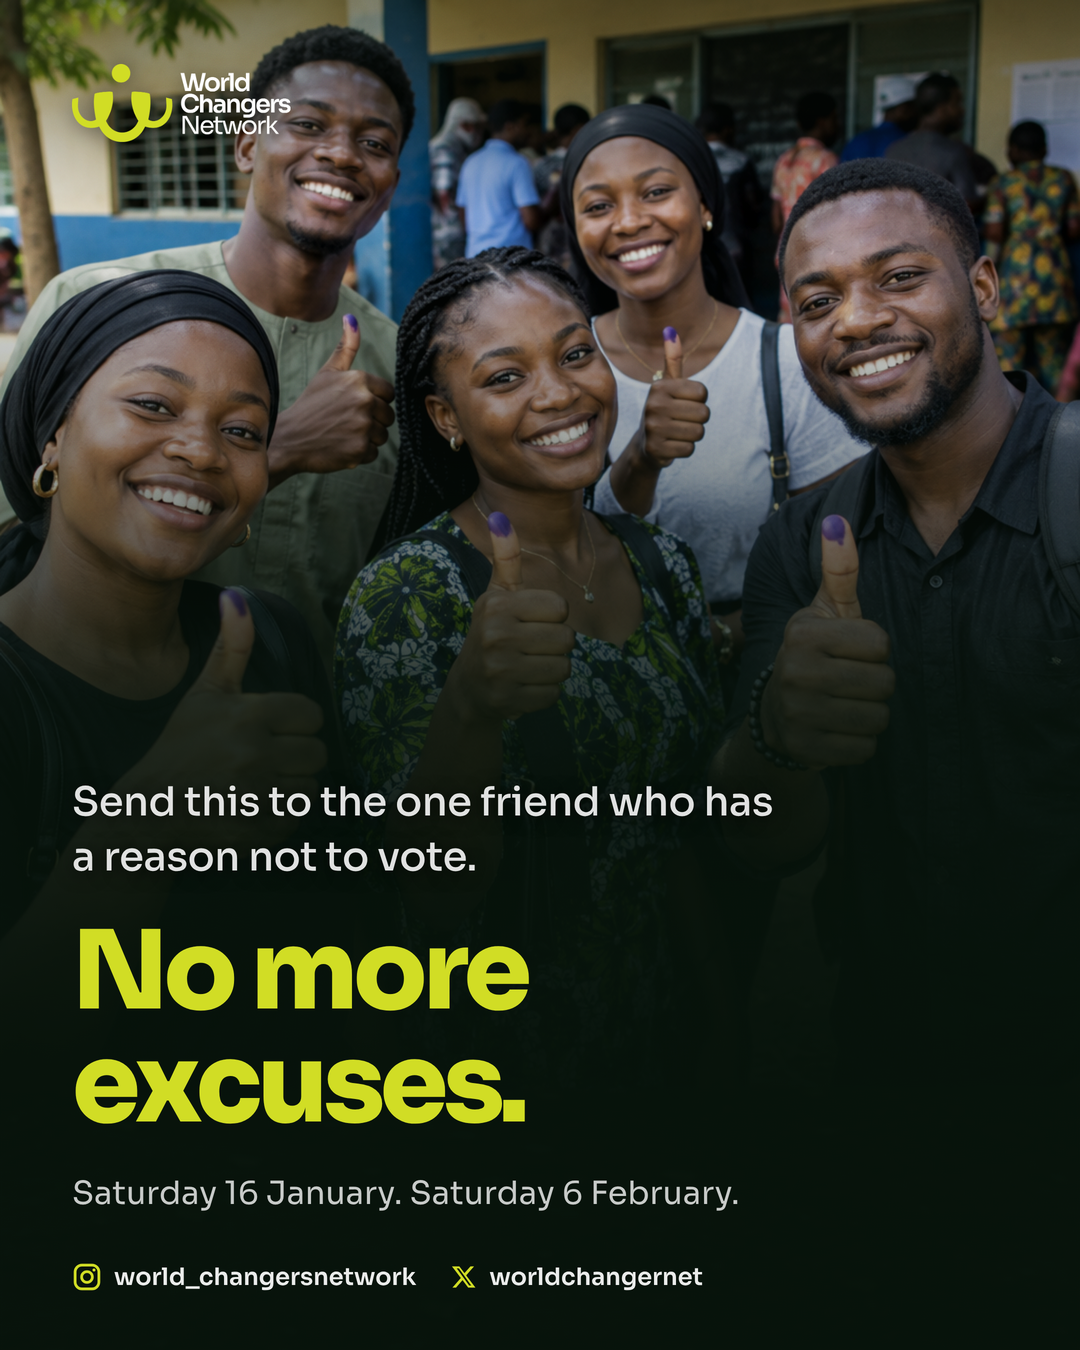 World
Changers
Network
Send this to the one friend who has
a reason not to vote.
No more
excuses.
Saturday 16 January. Saturday 6 February.
world_changersnetwork worldchangernet